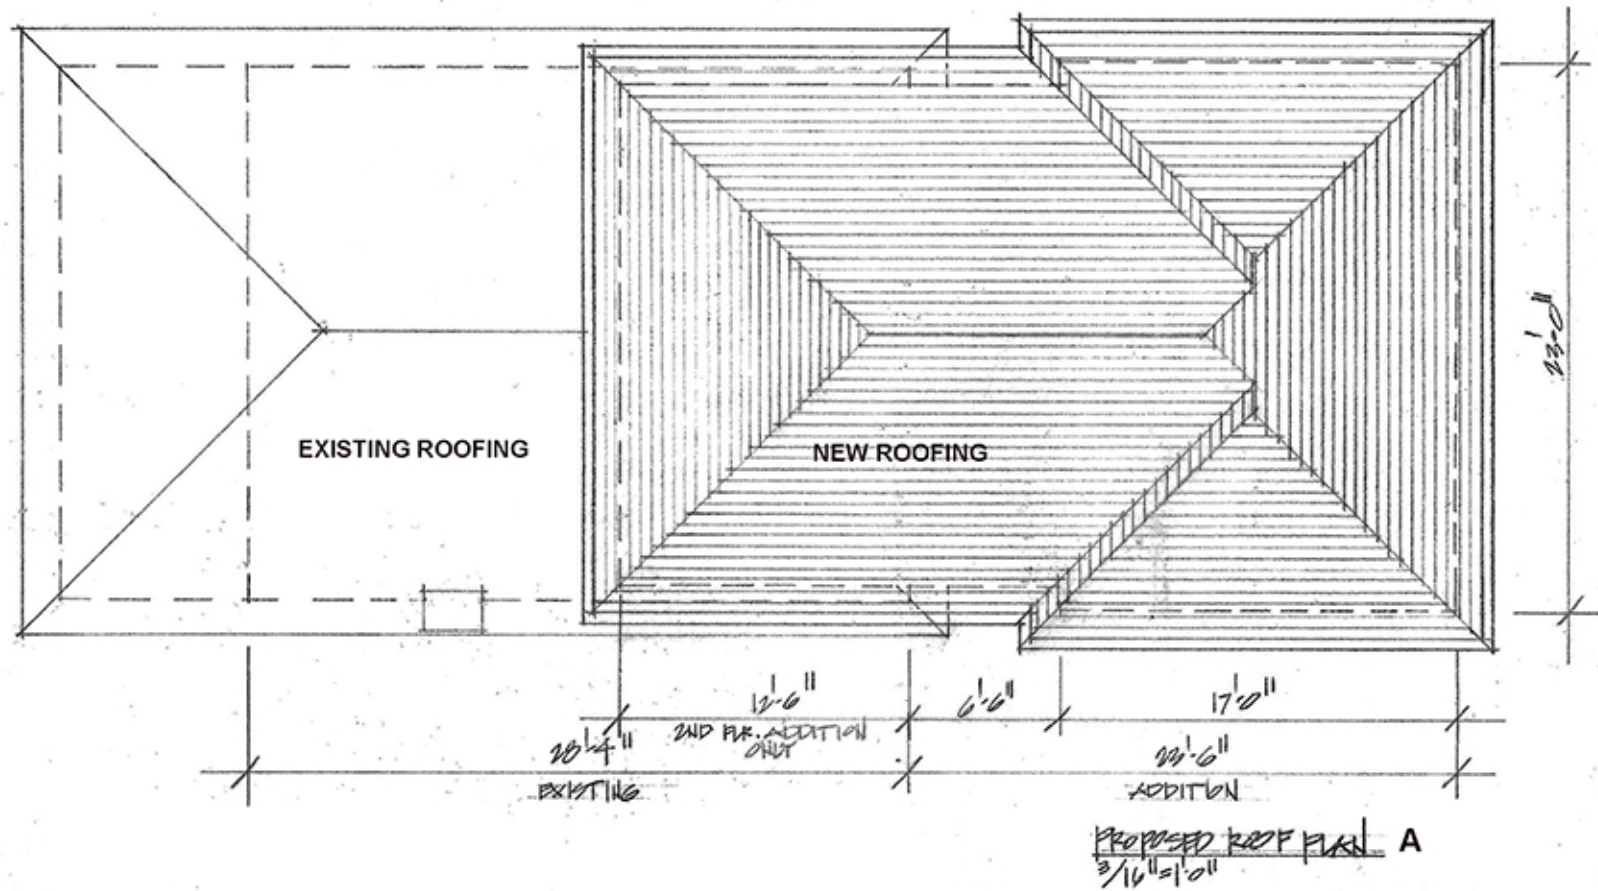 EXISTING ROOFING
NEW ROOFING
23'-0"
12'-6"
6'-6"
17'-0"
2ND FLR. ADDITION
ONLY
28'-4"
23'-6"
EXISTING
ADDITION
PROPOSED ROOF PLAN A
3/16"=1'-0"